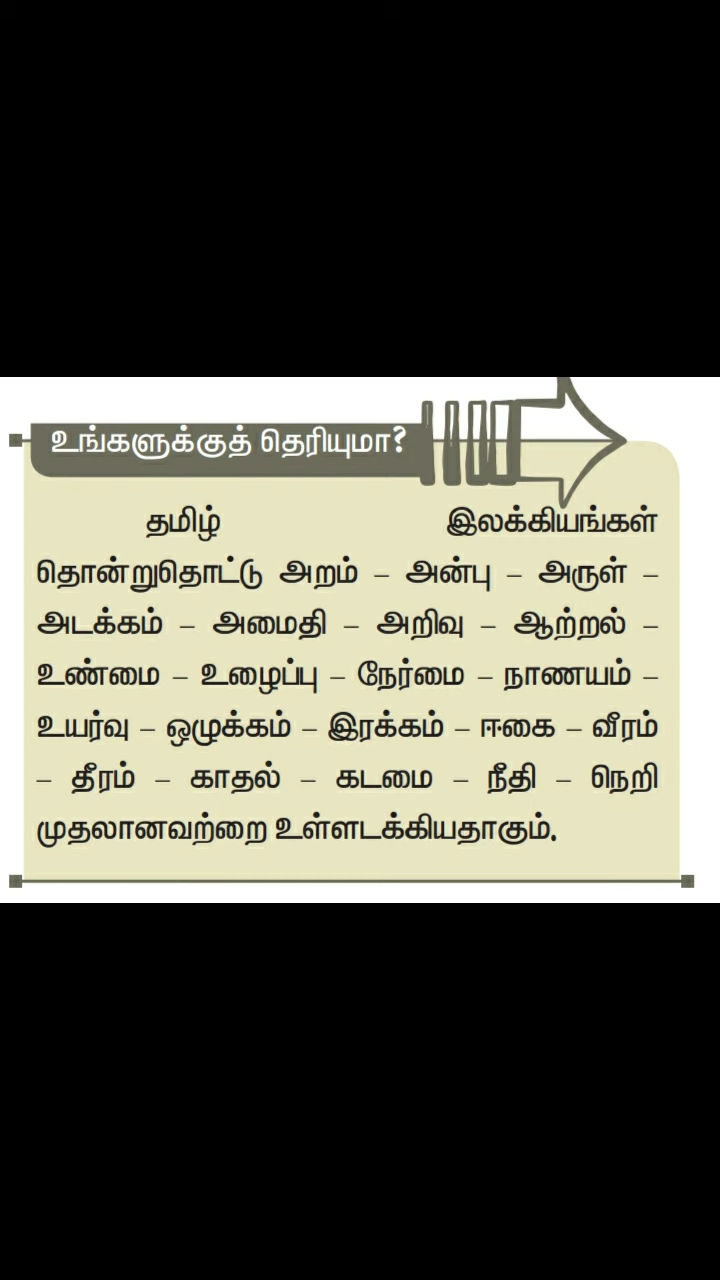 உங்களுக்குத் தெரியுமா?
தமிழ் இலக்கியங்கள்
தொன்றுதொட்டு அறம் – அன்பு – அருள் –
அடக்கம் – அமைதி – அறிவு – ஆற்றல் –
உண்மை – உழைப்பு – நேர்மை – நாணயம் –
உயர்வு – ஒழுக்கம் – இரக்கம் – ஈகை – வீரம்
– தீரம் – காதல் – கடமை – நீதி – நெறி
முதலானவற்றை உள்ளடக்கியதாகும்.